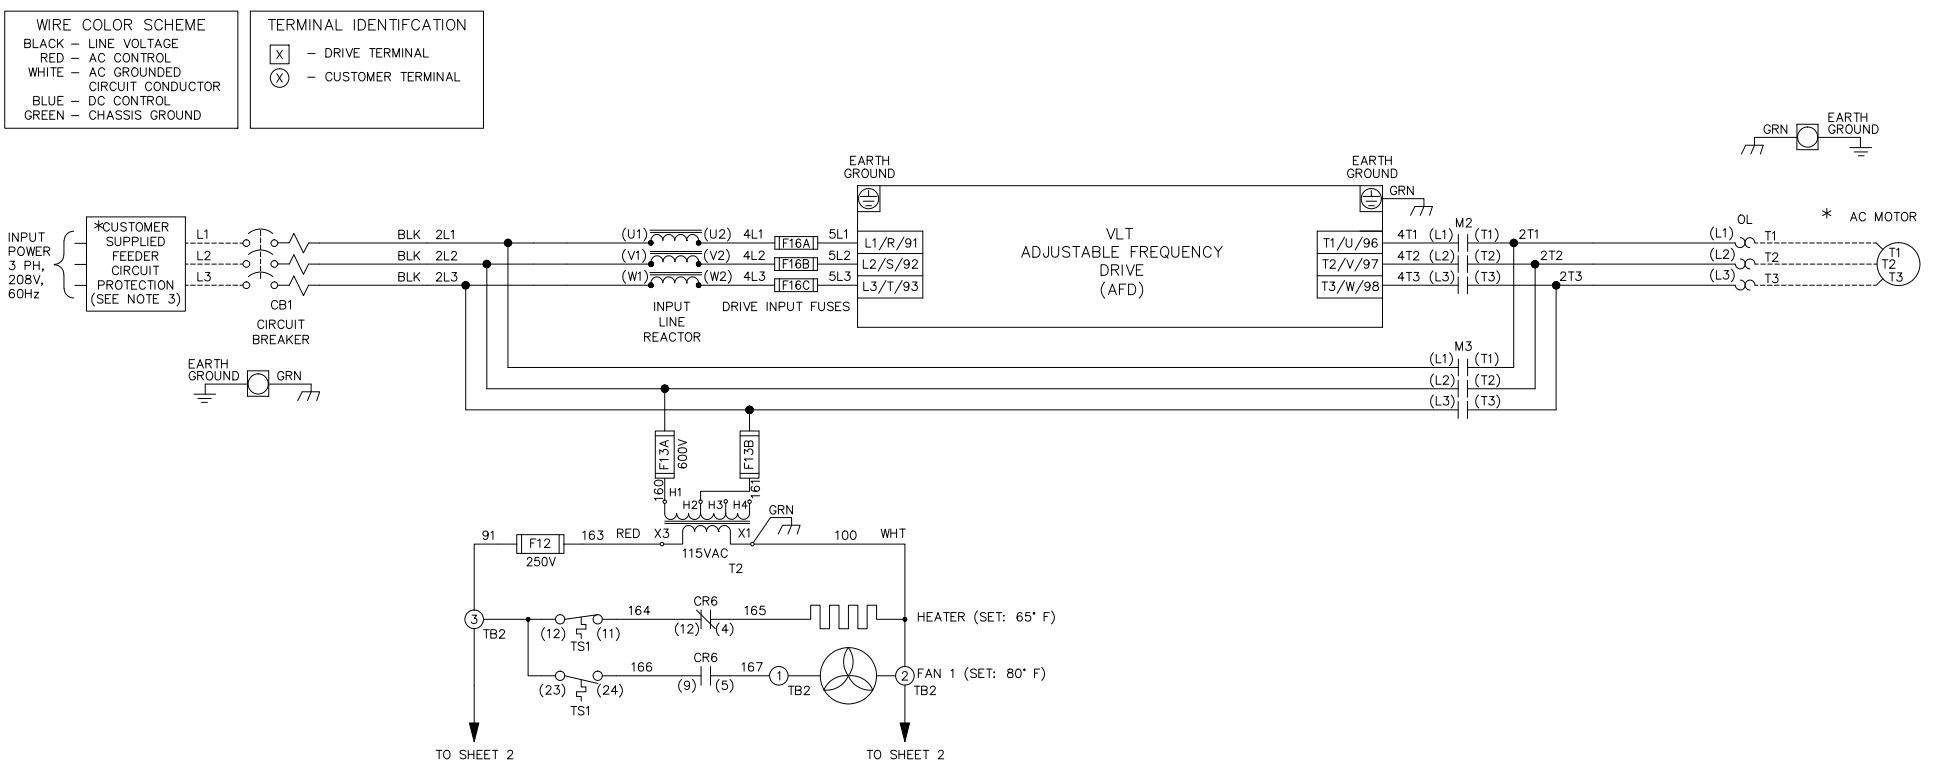 WIRE COLOR SCHEME
BLACK – LINE VOLTAGE
RED – AC CONTROL
WHITE – AC GROUNDED
CIRCUIT CONDUCTOR
BLUE – DC CONTROL
GREEN – CHASSIS GROUND
TERMINAL IDENTIFCATION
X – DRIVE TERMINAL
X – CUSTOMER TERMINAL
GRN
EARTH
GROUND
INPUT
POWER
3 PH,
208V,
60Hz
*CUSTOMER
SUPPLIED
FEEDER
CIRCUIT
PROTECTION
(SEE NOTE 3)
L1
L2
L3
CB1
CIRCUIT
BREAKER
BLK 2L1
BLK 2L2
BLK 2L3
(U1) (U2) 4L1 F16A 5L1
(V1) (V2) 4L2 F16B 5L2
(W1) (W2) 4L3 F16C 5L3
INPUT
LINE
REACTOR
DRIVE INPUT FUSES
EARTH
GROUND
L1/R/91
L2/S/92
L3/T/93
VLT
ADJUSTABLE FREQUENCY
DRIVE
(AFD)
EARTH
GROUND
GRN
T1/U/96
T2/V/97
T3/W/98
M2
4T1 (L1) (T1) 2T1
4T2 (L2) (T2) 2T2
4T3 (L3) (T3) 2T3
OL
(L1) T1
(L2) T2
(L3) T3
* AC MOTOR
T1
T2
T3
M3
(L1) (T1)
(L2) (T2)
(L3) (T3)
EARTH
GROUND
GRN
F13A
600V
F13B
160
161
H1
H2 H3 H4
GRN
91 F12 163 RED X3 X1 100 WHT
250V
115VAC
T2
3
TB2
(12) (11)
TS1
164
CR6
(12) (4)
165
HEATER (SET: 65° F)
(23) (24)
TS1
166
CR6
(9) (5)
167
1
TB2
2
TB2
FAN 1 (SET: 80° F)
TO SHEET 2
TO SHEET 2